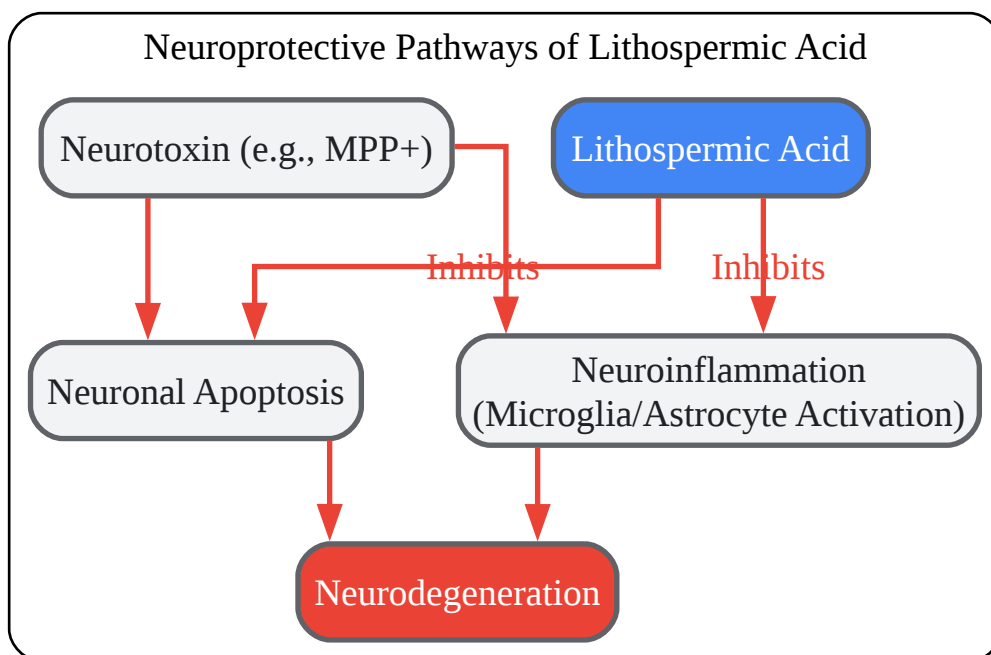 Neuroprotective Pathways of Lithospermic Acid
Neurotoxin (e.g., MPP+)
Lithospermic Acid
Inhibits
Inhibits
Neuronal Apoptosis
Neuroinflammation
(Microglia/Astrocyte Activation)
Neurodegeneration